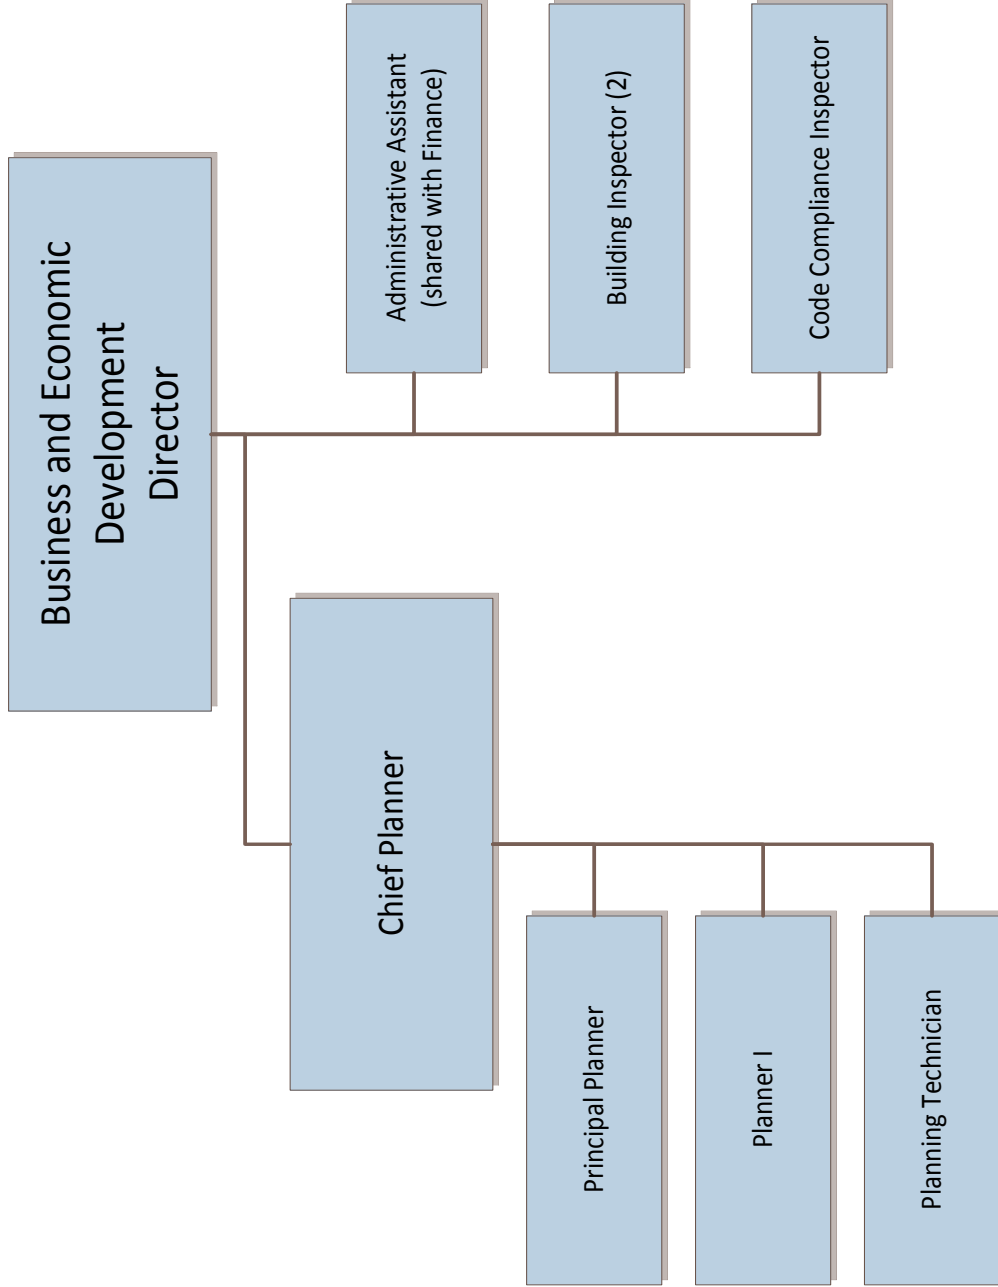 Business and Economic
Development
Director
Chief Planner
Principal Planner
Planner I
Planning Technician
Administrative Assistant
(shared with Finance)
Building Inspector (2)
Code Compliance Inspector